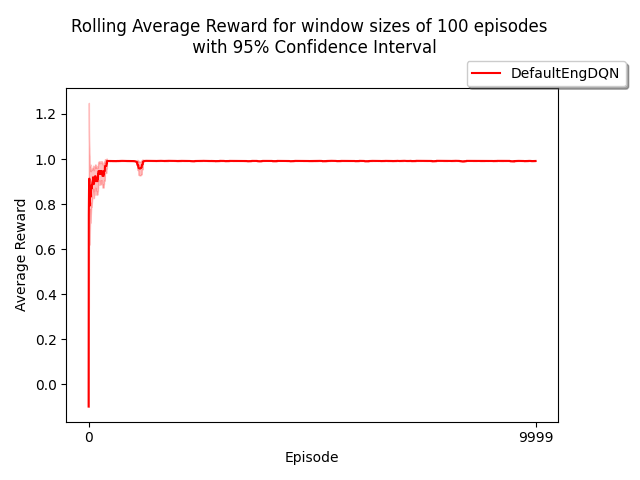 Rolling Average Reward for window sizes of 100 episodes
with 95% Confidence Interval
DefaultEngDQN
1.2
1.0
0.8
0.6
0.4
0.2
0.0
Average Reward
0
9999
Episode